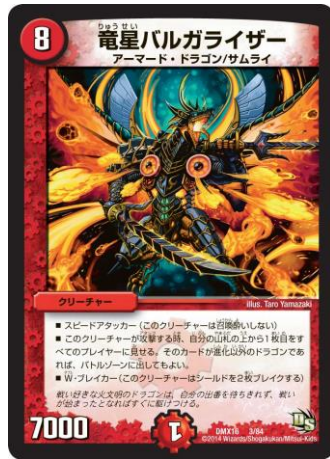 8
りゅう せい
竜星バルガライザー
アーマード・ドラゴン/サムライ
クリーチャー
illus. Taro Yamazaki
■ スピードアタッカー(このクリーチャーは召喚酔いしない)
■ このクリーチャーが攻撃する時、自分の山札の上から1枚目をす
べてのプレイヤーに見せる。そのカードが進化以外のドラゴンであ
れば、バトルゾーンに出してもよい。
■ W・ブレイカー(このクリーチャーはシールドを2枚ブレイクする)
戦い好きな火文明のドラゴンは、自分の出番を待ちきれず、戦い
が始まったとなればすぐに駆けつける。
7000
1
DMX16 3/84
©2014 Wizards/Shogakukan/Mitsui-Kids